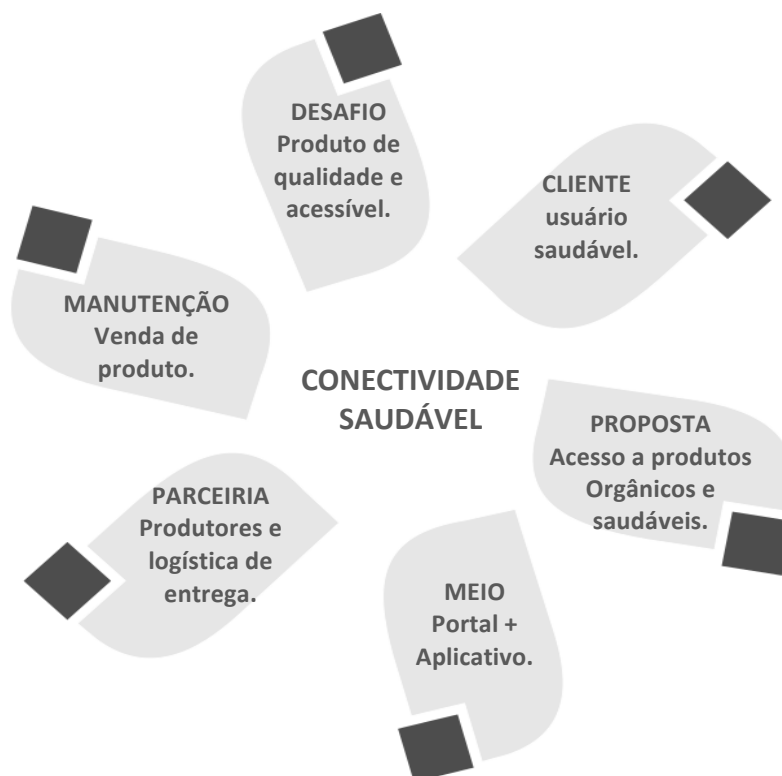 DESAFIO
Produto de
qualidade e
acessível.
CLIENTE
usuário
saudável.
MANUTENÇÃO
Venda de
produto.
CONECTIVIDADE
SAUDÁVEL
PROPOSTA
Acesso a produtos
Orgânicos e
saudáveis.
PARCEIRIA
Produtores e
logística de
entrega.
MEIO
Portal +
Aplicativo.